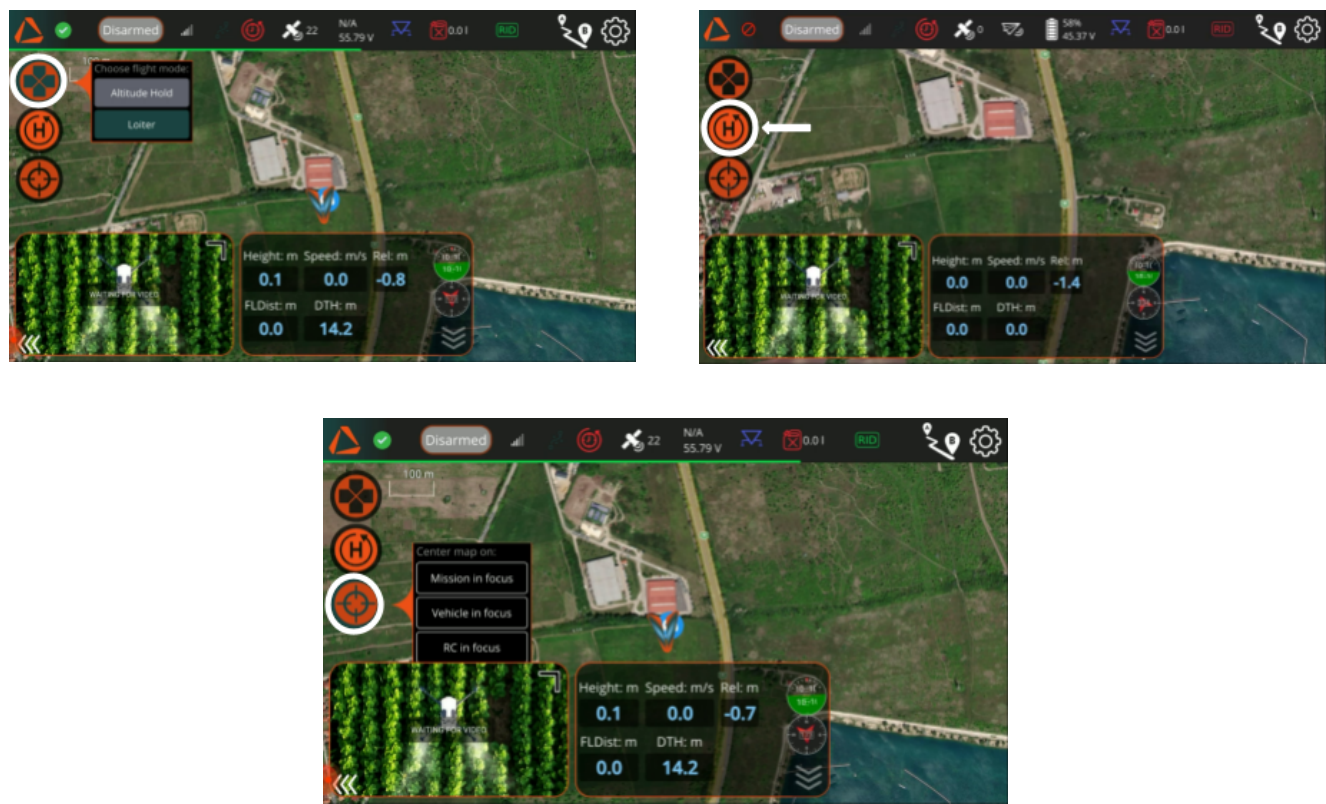 Disarmed 22 N/A 55.79 V 0.0 l RID
100 m
Choose flight mode:
Altitude Hold
Loiter
H
WAITING FOR VIDEO
Height: m Speed: m/s Rel: m
0.1 0.0 -0.8
FLDist: m DTH: m
0.0 14.2
Disarmed 0 58% 45.37 V 0.0 l RID
H
WAITING FOR VIDEO
Height: m Speed: m/s Rel: m
0.0 0.0 -1.4
FLDist: m DTH: m
0.0 0.0
Disarmed 22 N/A 55.79 V 0.0 l RID
A B
100 m
H
Center map on:
Mission in focus
Vehicle in focus
RC in focus
WAITING FOR VIDEO
Height: m Speed: m/s Rel: m
0.1 0.0 -0.7
FLDist: m DTH: m
0.0 14.2